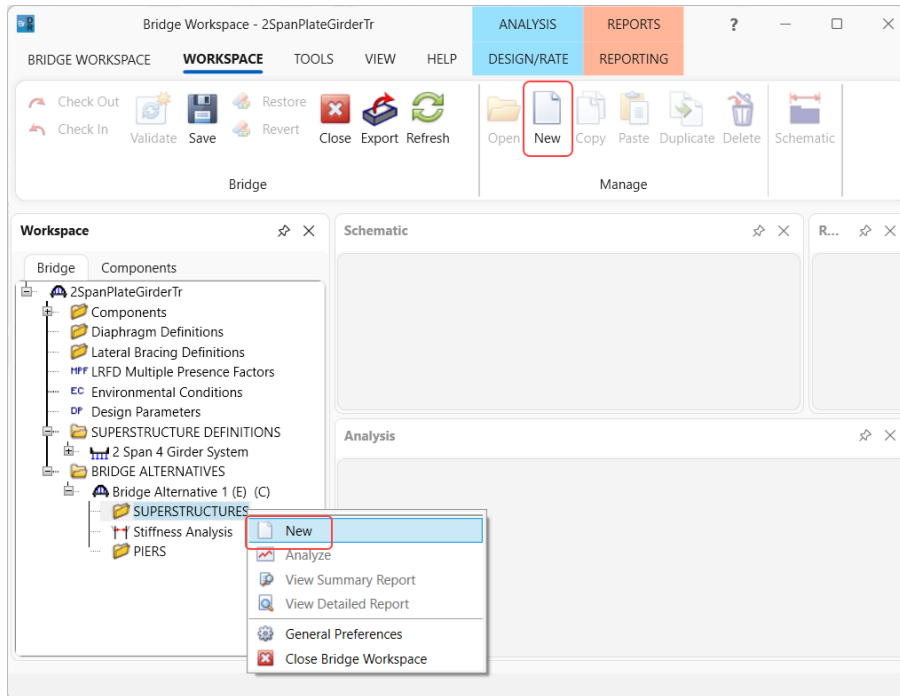 Br DR Bridge Workspace - 2SpanPlateGirderTr ANALYSIS REPORTS ?
BRIDGE WORKSPACE WORKSPACE TOOLS VIEW HELP DESIGN/RATE REPORTING
Check Out
Check In
Validate
Save
Restore
Revert
Close
Export
Refresh
Bridge
Open
New
Copy
Paste
Duplicate
Delete
Schematic
Manage
Workspace
Bridge Components
2SpanPlateGirderTr
Components
Diaphragm Definitions
Lateral Bracing Definitions
MPF LRFD Multiple Presence Factors
EC Environmental Conditions
DP Design Parameters
SUPERSTRUCTURE DEFINITIONS
2 Span 4 Girder System
BRIDGE ALTERNATIVES
Bridge Alternative 1 (E) (C)
SUPERSTRUCTURES
Stiffness Analysis
PIERS
New
Analyze
View Summary Report
View Detailed Report
General Preferences
Close Bridge Workspace
Schematic
R...
Analysis